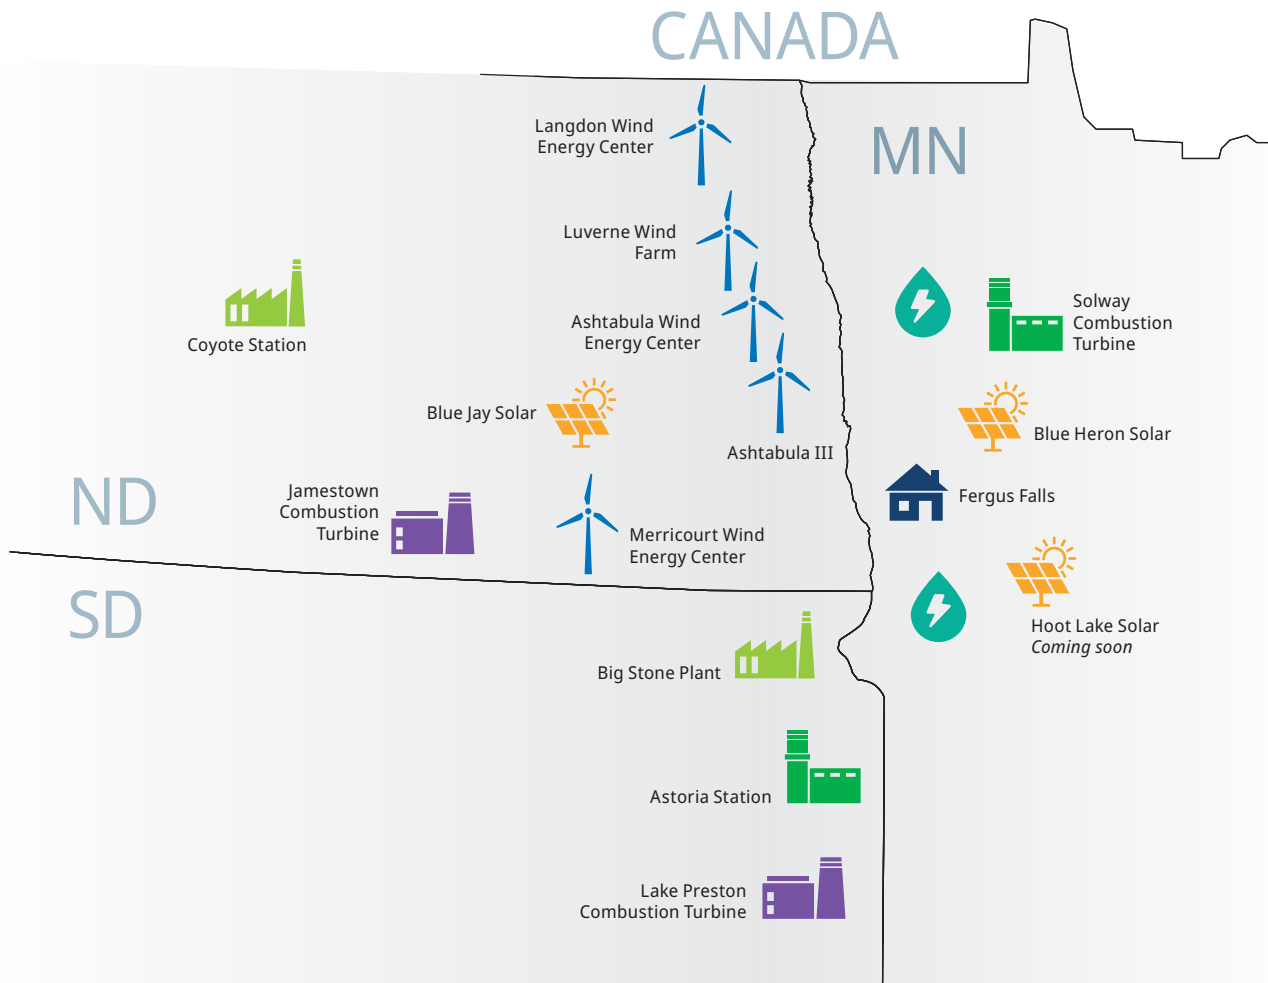 CANADA
MN
Langdon Wind
Energy Center
Luverne Wind
Farm
Ashtabula Wind
Energy Center
Ashtabula III
Coyote Station
Blue Jay Solar
Solway
Combustion
Turbine
Blue Heron Solar
Fergus Falls
ND
Jamestown
Combustion
Turbine
Merricourt Wind
Energy Center
Hoot Lake Solar
Coming soon
SD
Big Stone Plant
Astoria Station
Lake Preston
Combustion Turbine